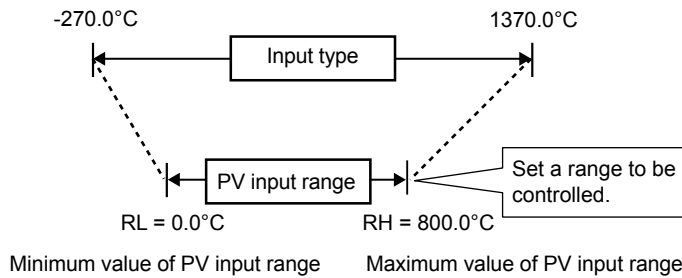 -270.0°C
1370.0°C
Input type
PV input range
Set a range to be
controlled.
RL = 0.0°C
RH = 800.0°C
Minimum value of PV input range
Maximum value of PV input range